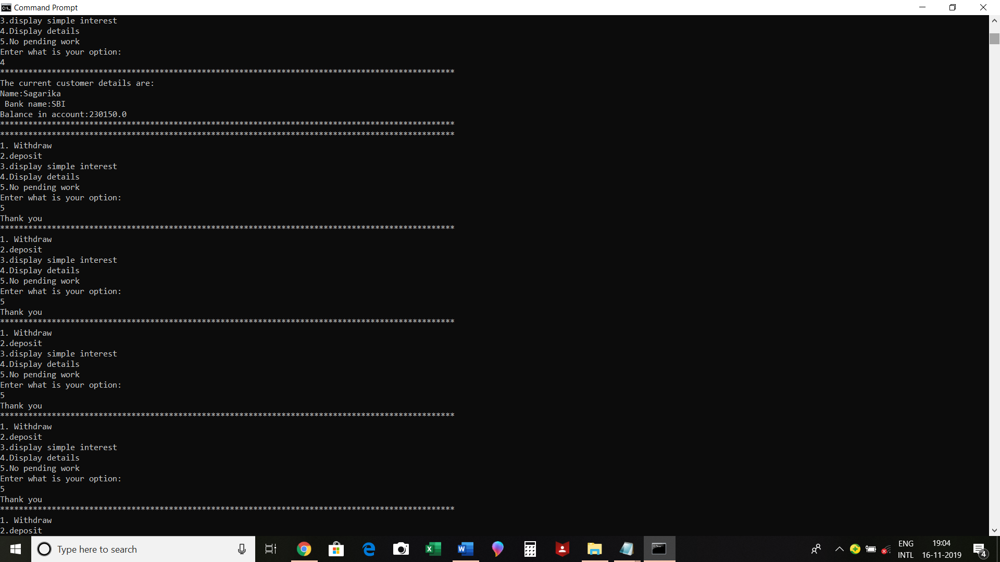 Command Prompt
3.display simple interest
4.Display details
5.No pending work
Enter what is your option:
4
*************************************************************************************************
The current customer details are:
Name:Sagarika
 Bank name:SBI
Balance in account:230150.0
*************************************************************************************************
*************************************************************************************************
1. Withdraw
2.deposit
3.display simple interest
4.Display details
5.No pending work
Enter what is your option:
5
Thank you
*************************************************************************************************
1. Withdraw
2.deposit
3.display simple interest
4.Display details
5.No pending work
Enter what is your option:
5
Thank you
*************************************************************************************************
1. Withdraw
2.deposit
3.display simple interest
4.Display details
5.No pending work
Enter what is your option:
5
Thank you
*************************************************************************************************
1. Withdraw
2.deposit
3.display simple interest
4.Display details
5.No pending work
Enter what is your option:
5
Thank you
*************************************************************************************************
1. Withdraw
2.deposit
Type here to search
ENG
INTL
19:04
16-11-2019
4